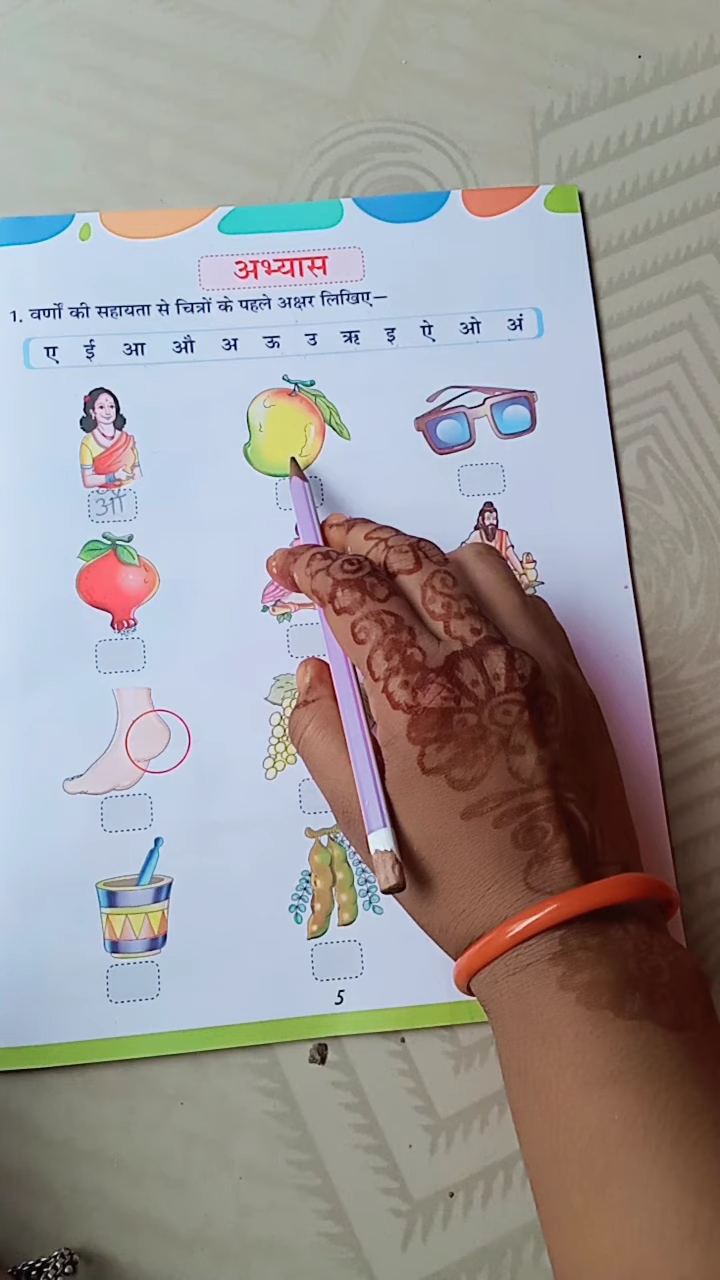 अभ्यास
1. वर्णों की सहायता से चित्रों के पहले अक्षर लिखिए—
ए ई आ औ अ ऊ उ ऋ इ ऐ ओ अं
औ
5